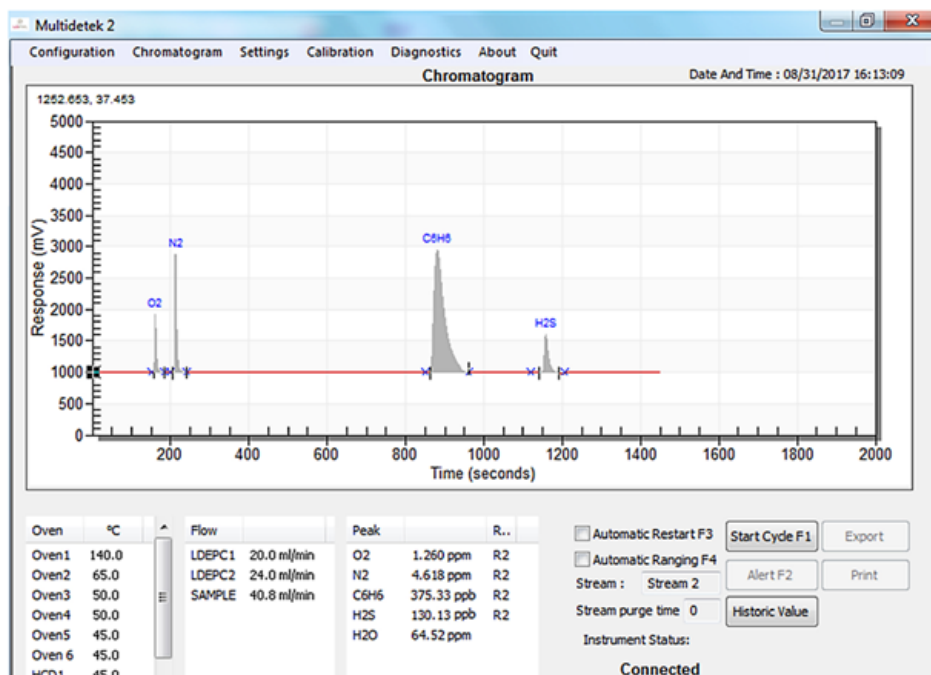 Multidetek 2
Configuration Chromatogram Settings Calibration Diagnostics About Quit
Chromatogram Date And Time : 08/31/2017 16:13:09
1252.653, 37.453
5000
4500
4000
3500
3000
2500
2000
1500
1000
500
0
Response (mV)
O2
N2
C6H6
H2S
200 400 600 800 1000 1200 1400 1600 1800 2000
Time (seconds)
Oven ºC
Oven1 140.0
Oven2 65.0
Oven3 50.0
Oven4 50.0
Oven5 45.0
Oven 6 45.0
HCD1 45.0
Flow
LDEPC1 20.0 ml/min
LDEPC2 24.0 ml/min
SAMPLE 40.8 ml/min
Peak R..
O2 1.260 ppm R2
N2 4.618 ppm R2
C6H6 375.33 ppb R2
H2S 130.13 ppb R2
H2O 64.52 ppm
Automatic Restart F3
Automatic Ranging F4
Stream : Stream 2
Stream purge time 0
Instrument Status:
Connected
Start Cycle F1 Export
Alert F2 Print
Historic Value